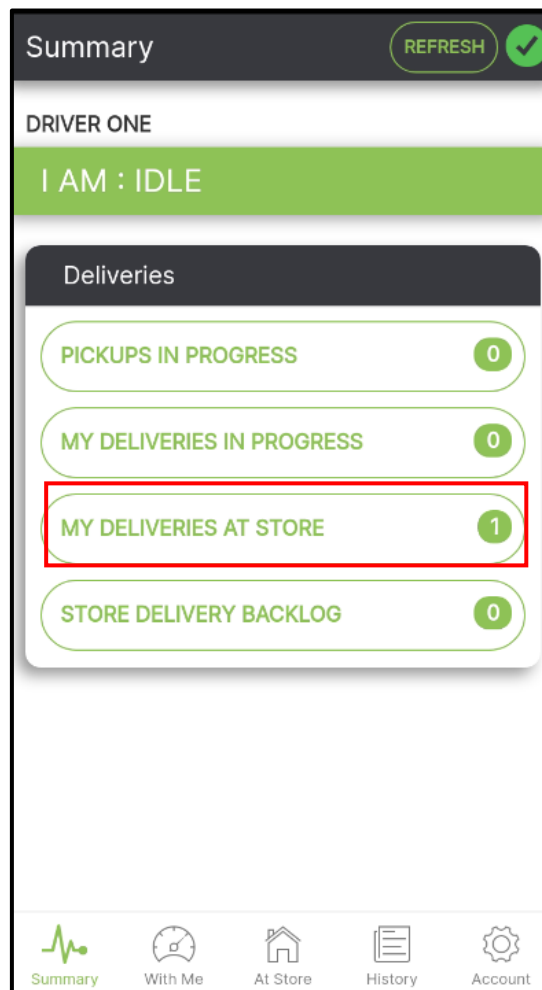 Summary
REFRESH
DRIVER ONE
I AM : IDLE
Deliveries
PICKUPS IN PROGRESS 0
MY DELIVERIES IN PROGRESS 0
MY DELIVERIES AT STORE 1
STORE DELIVERY BACKLOG 0
Summary With Me At Store History Account